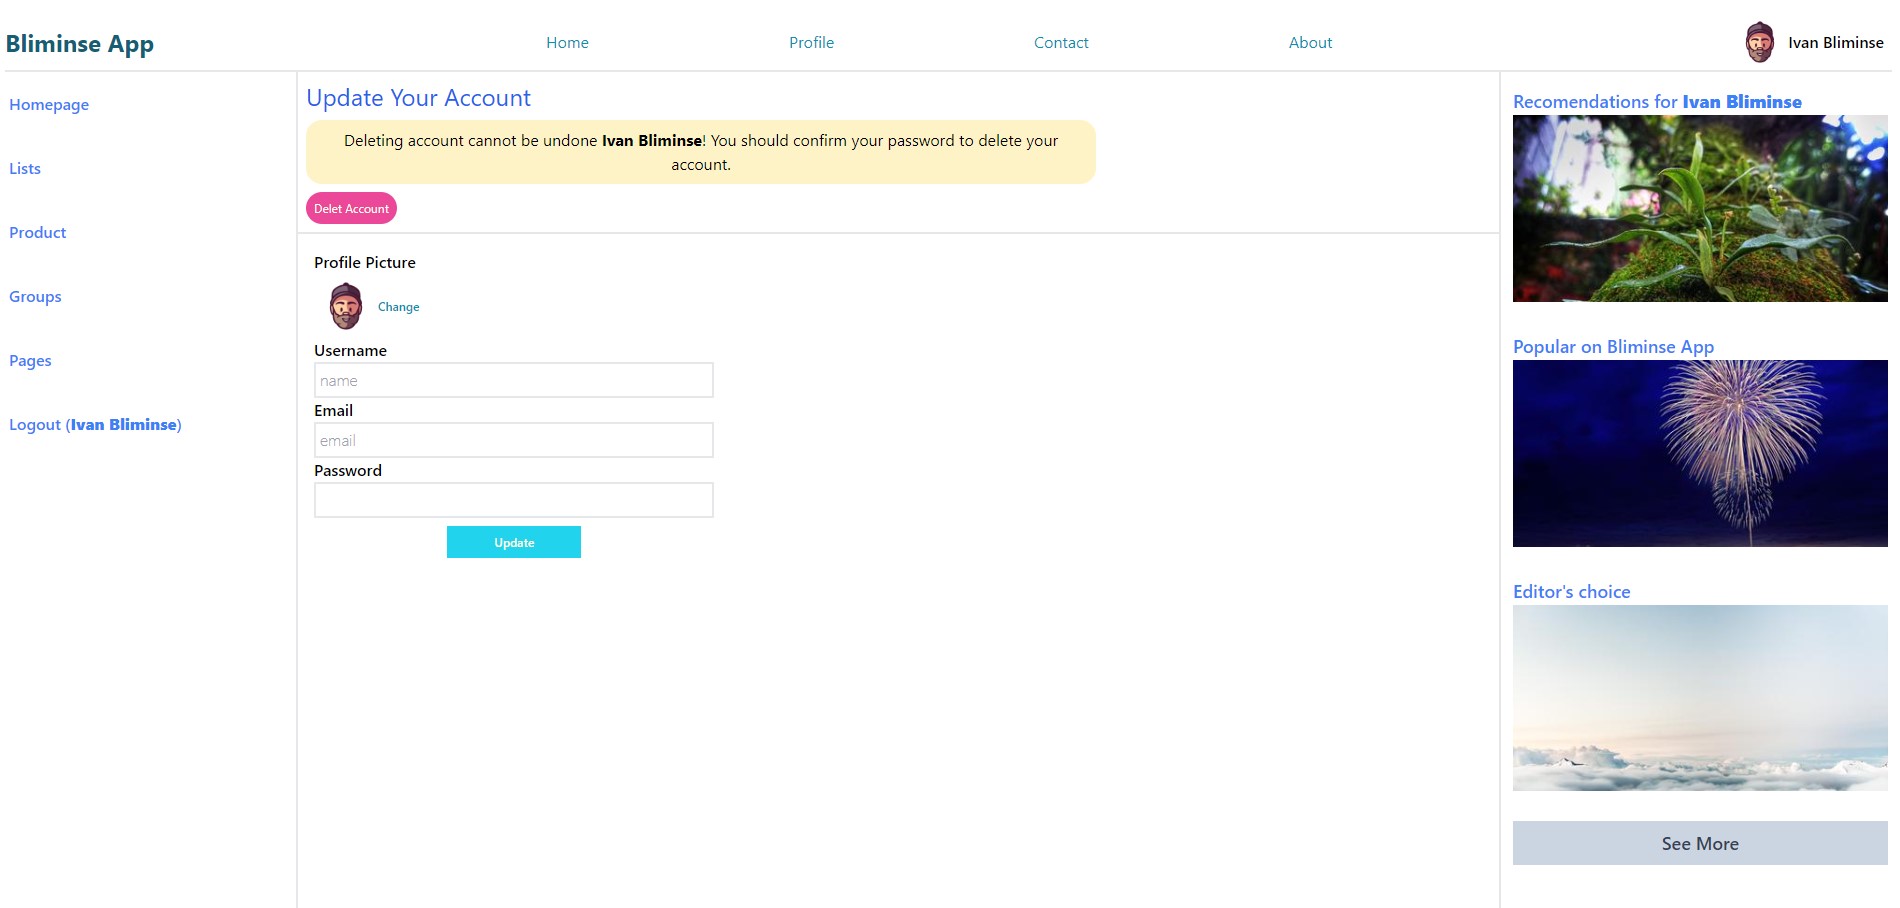 Bliminse App
Home
Profile
Contact
About
Ivan Bliminse
Homepage
Lists
Product
Groups
Pages
Logout (Ivan Bliminse)
Update Your Account
Deleting account cannot be undone Ivan Bliminse! You should confirm your password to delete your
account.
Delet Account
Profile Picture
Change
Username
name
Email
email
Password
Update
Recomendations for Ivan Bliminse
Popular on Bliminse App
Editor's choice
See More